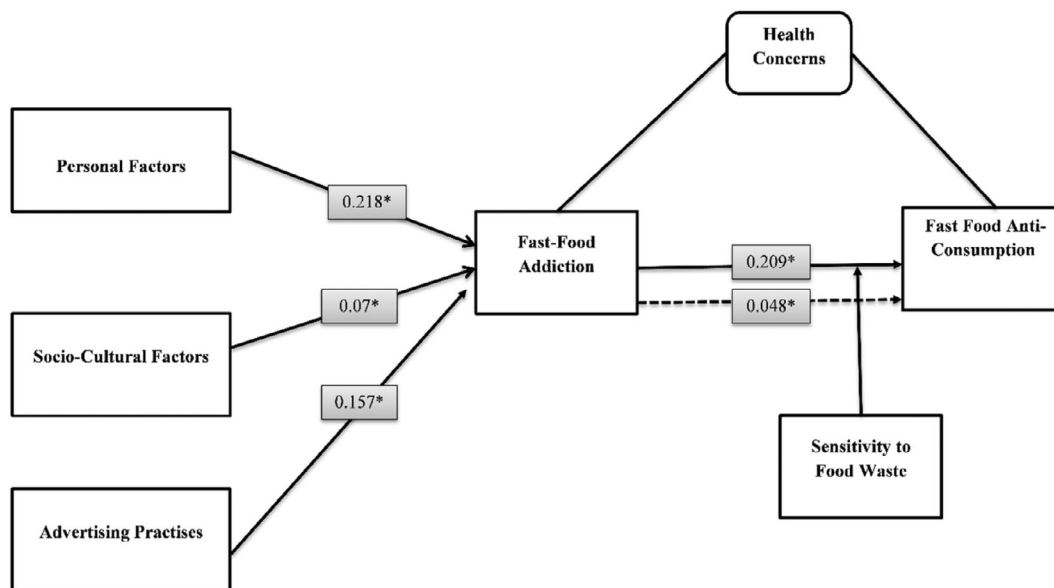 Health
Concerns
Personal Factors
0.218*
Fast-Food
Addiction
Fast Food Anti-
Consumption
0.209*
0.048*
0.07*
Socio-Cultural Factors
0.157*
Sensitivity to
Food Waste
Advertising Practises